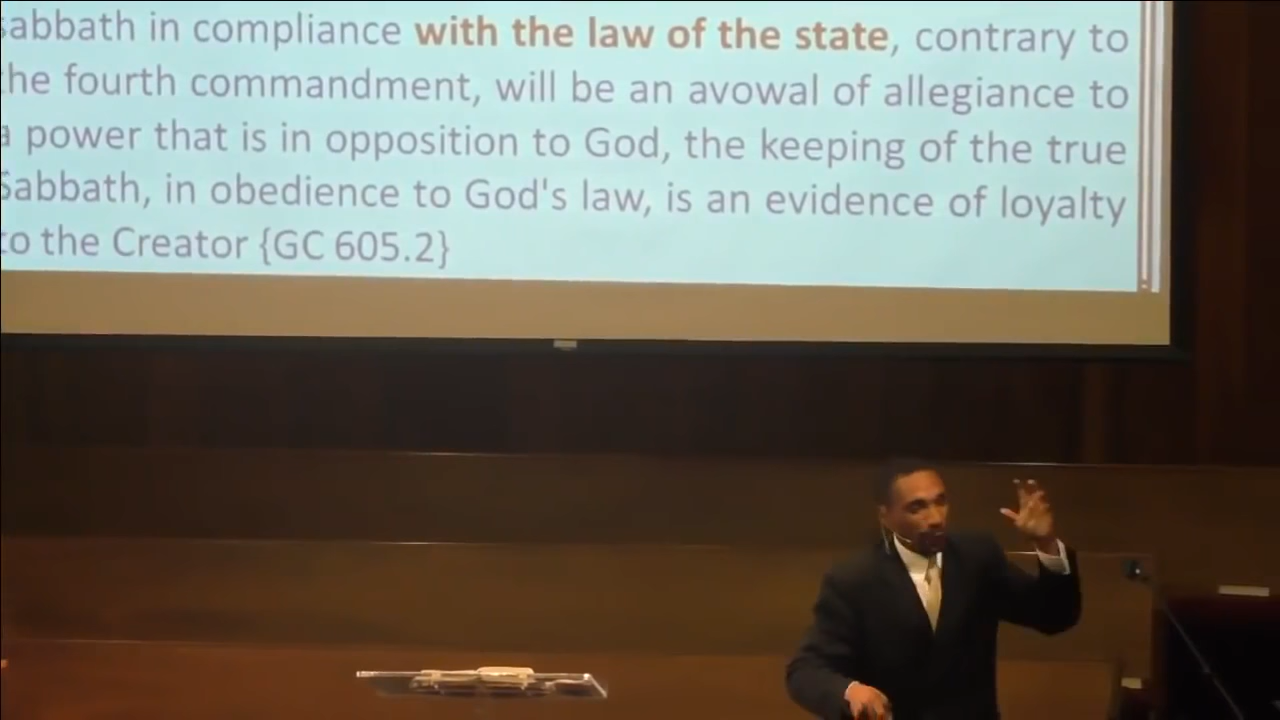 sabbath in compliance with the law of the state, contrary to
the fourth commandment, will be an avowal of allegiance to
a power that is in opposition to God, the keeping of the true
Sabbath, in obedience to God's law, is an evidence of loyalty
to the Creator {GC 605.2}